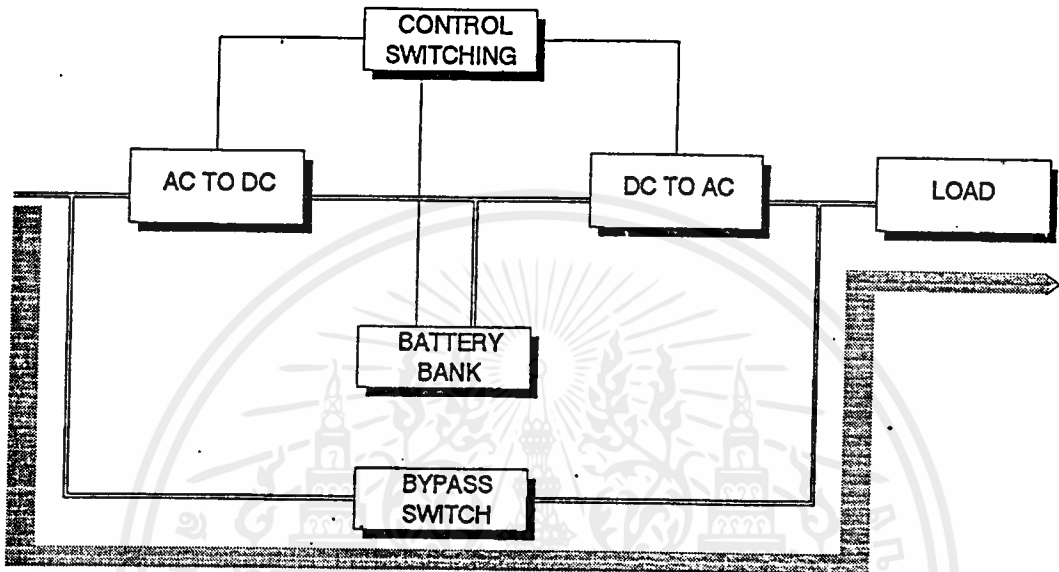 CONTROL
SWITCHING
AC TO DC
DC TO AC
LOAD
BATTERY
BANK
BYPASS
SWITCH